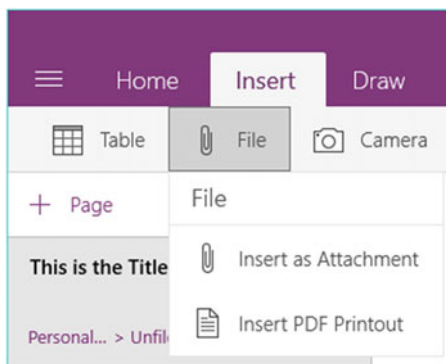 Home Insert Draw
Table File Camera
+ Page
File
This is the Title
Insert as Attachment
Personal... > Unfil
Insert PDF Printout